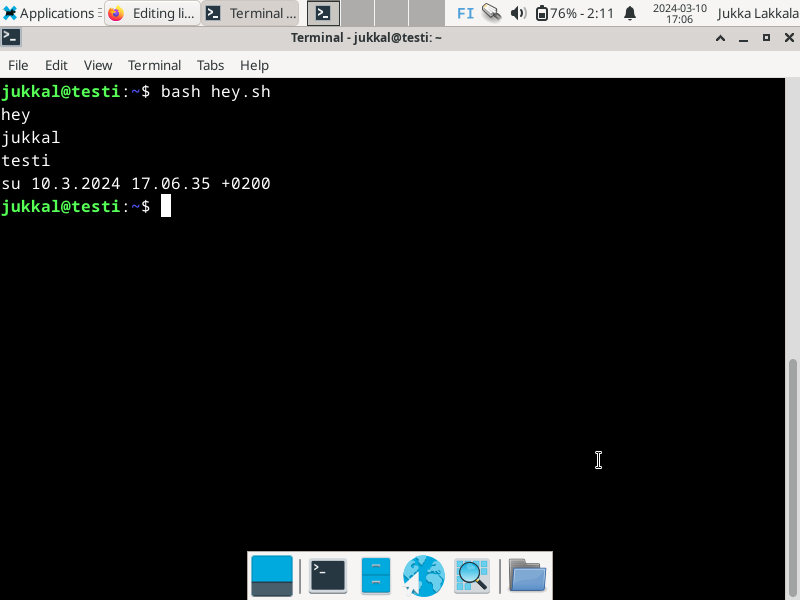 Applications Editing li... Terminal ... FI 76% - 2:11 2024-03-10 17:06 Jukka Lakkala
Terminal - jukkal@testi: ~
File Edit View Terminal Tabs Help
jukkal@testi:~$ bash hey.sh
hey
jukkal
testi
su 10.3.2024 17.06.35 +0200
jukkal@testi:~$